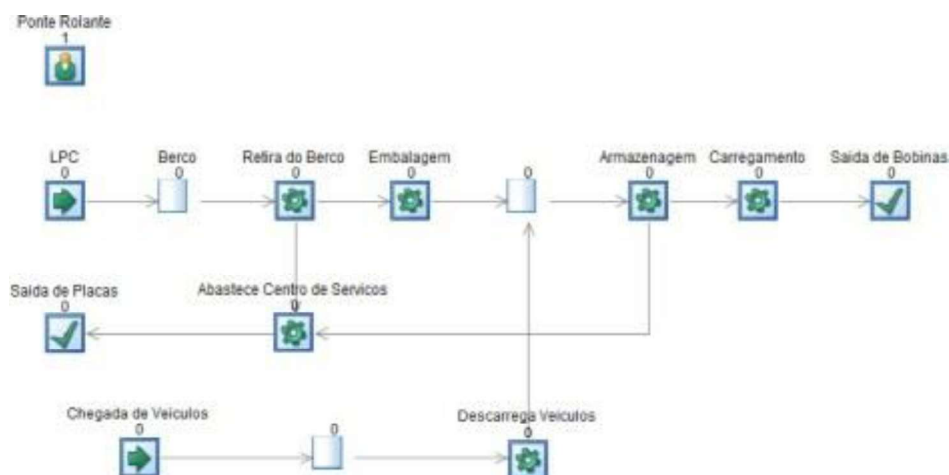 Ponte Rolante
1
LPC
0
Berco
0
Retira do Berco
0
Embalagem
0
0
Armazenagem
0
Carregamento
0
Saida de Bobinas
0
Saida de Placas
0
Abastece Centro de Servicos
0
Chegada de Veiculos
0
0
Descarrega Veiculos
0